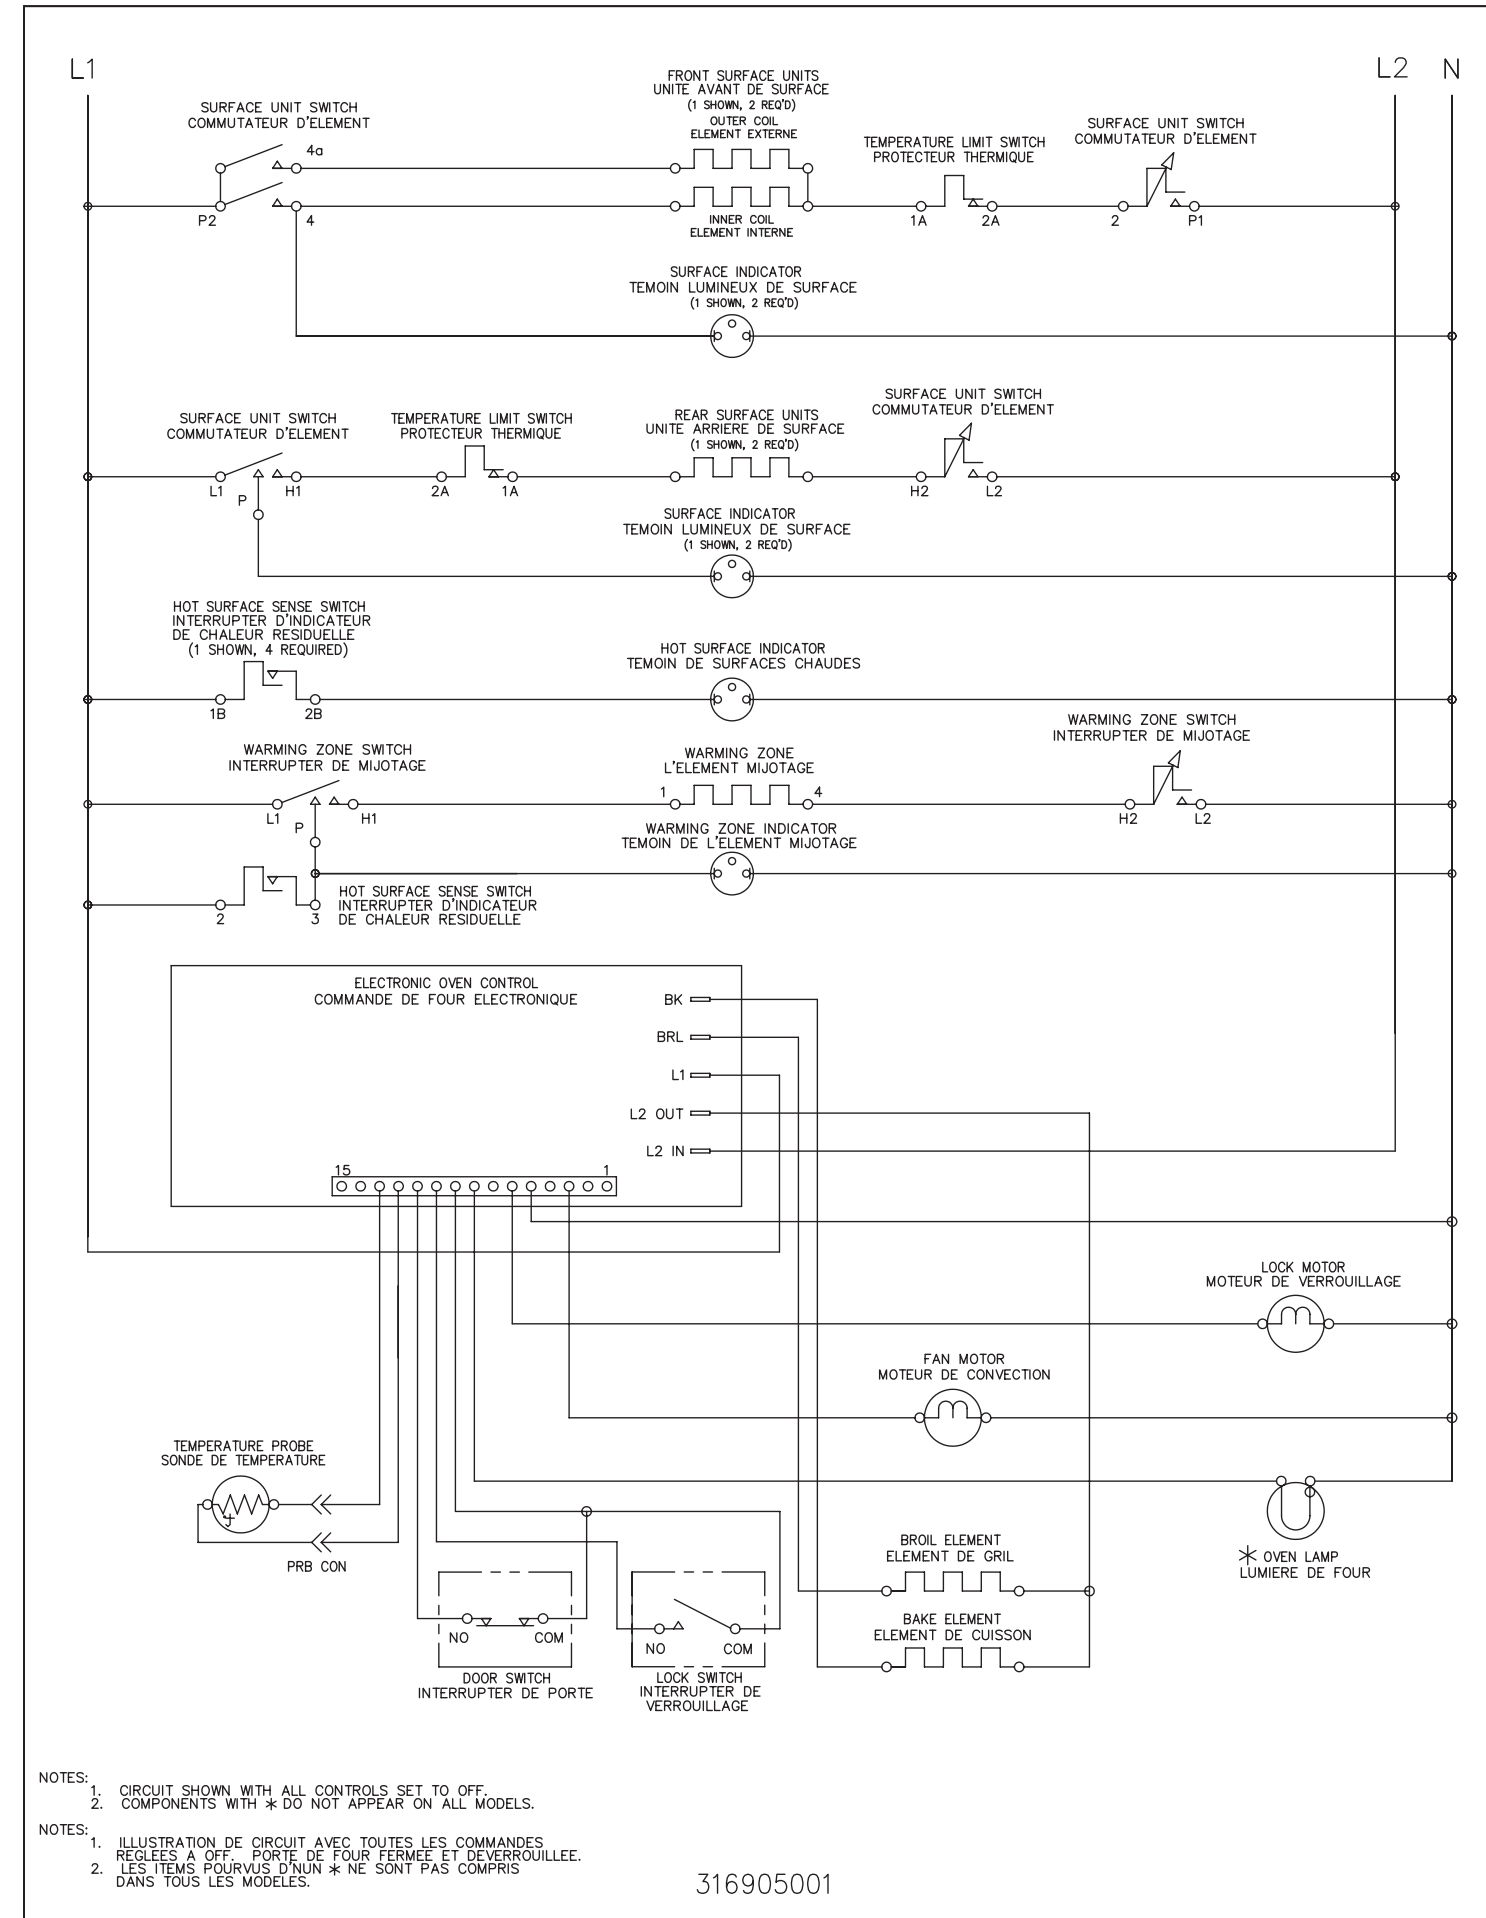 L1
L2 N
FRONT SURFACE UNITS
UNITE AVANT DE SURFACE
(1 SHOWN, 2 REQ'D)
OUTER COIL
ELEMENT EXTERNE
SURFACE UNIT SWITCH
COMMUTATEUR D'ELEMENT
4a
TEMPERATURE LIMIT SWITCH
PROTECTEUR THERMIQUE
SURFACE UNIT SWITCH
COMMUTATEUR D'ELEMENT
P2
4
INNER COIL
ELEMENT INTERNE
1A
2A
2
P1
SURFACE INDICATOR
TEMOIN LUMINEUX DE SURFACE
(1 SHOWN, 2 REQ'D)
SURFACE UNIT SWITCH
COMMUTATEUR D'ELEMENT
TEMPERATURE LIMIT SWITCH
PROTECTEUR THERMIQUE
REAR SURFACE UNITS
UNITE ARRIERE DE SURFACE
(1 SHOWN, 2 REQ'D)
SURFACE UNIT SWITCH
COMMUTATEUR D'ELEMENT
L1
P
H1
2A
1A
H2
L2
SURFACE INDICATOR
TEMOIN LUMINEUX DE SURFACE
(1 SHOWN, 2 REQ'D)
HOT SURFACE SENSE SWITCH
INTERRUPTER D'INDICATEUR
DE CHALEUR RESIDUELLE
(1 SHOWN, 4 REQUIRED)
1B
2B
HOT SURFACE INDICATOR
TEMOIN DE SURFACES CHAUDES
WARMING ZONE SWITCH
INTERRUPTER DE MIJOTAGE
WARMING ZONE
L'ELEMENT MIJOTAGE
WARMING ZONE SWITCH
INTERRUPTER DE MIJOTAGE
1
4
L1
P
H1
H2
L2
WARMING ZONE INDICATOR
TEMOIN DE L'ELEMENT MIJOTAGE
HOT SURFACE SENSE SWITCH
INTERRUPTER D'INDICATEUR
DE CHALEUR RESIDUELLE
2
3
ELECTRONIC OVEN CONTROL
COMMANDE DE FOUR ELECTRONIQUE
BK
BRL
L1
L2 OUT
L2 IN
15
1
LOCK MOTOR
MOTEUR DE VERROUILLAGE
FAN MOTOR
MOTEUR DE CONVECTION
TEMPERATURE PROBE
SONDE DE TEMPERATURE
PRB CON
BROIL ELEMENT
ELEMENT DE GRIL
* OVEN LAMP
LUMIERE DE FOUR
BAKE ELEMENT
ELEMENT DE CUISSON
NO
COM
NO
COM
DOOR SWITCH
INTERRUPTER DE PORTE
LOCK SWITCH
INTERRUPTER DE
VERROUILLAGE
NOTES:
1. CIRCUIT SHOWN WITH ALL CONTROLS SET TO OFF.
2. COMPONENTS WITH * DO NOT APPEAR ON ALL MODELS.
NOTES:
1. ILLUSTRATION DE CIRCUIT AVEC TOUTES LES COMMANDES
REGLEES A OFF. PORTE DE FOUR FERMEE ET DEVERROUILLEE.
2. LES ITEMS POURVUS D'NUN * NE SONT PAS COMPRIS
DANS TOUS LES MODELES.
316905001